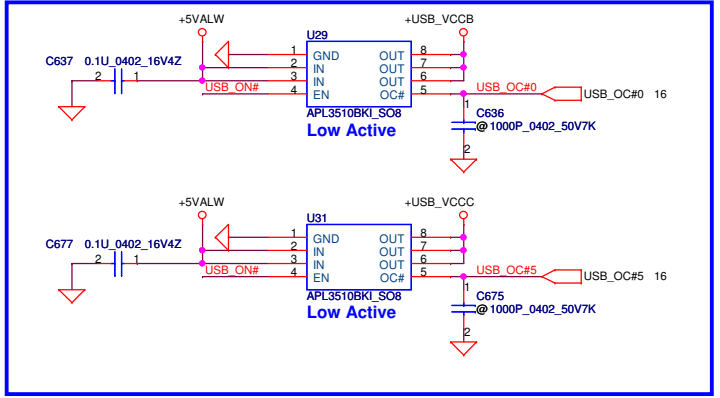 +5VALW +USB_VCCB
U29
C637 0.1U_0402_16V4Z
1 GND OUT 8
2 IN OUT 7
2 1 3 IN OUT 6
USB_ON# 4 EN OC# 5 USB_OC#0 USB_OC#0 16
APL3510BKI_SO8
Low Active
1 C636
@ 1000P_0402_50V7K
2
+5VALW +USB_VCCC
U31
C677 0.1U_0402_16V4Z
1 GND OUT 8
2 IN OUT 7
2 1 3 IN OUT 6
USB_ON# 4 EN OC# 5 USB_OC#5 USB_OC#5 16
APL3510BKI_SO8
Low Active
1 C675
@ 1000P_0402_50V7K
2